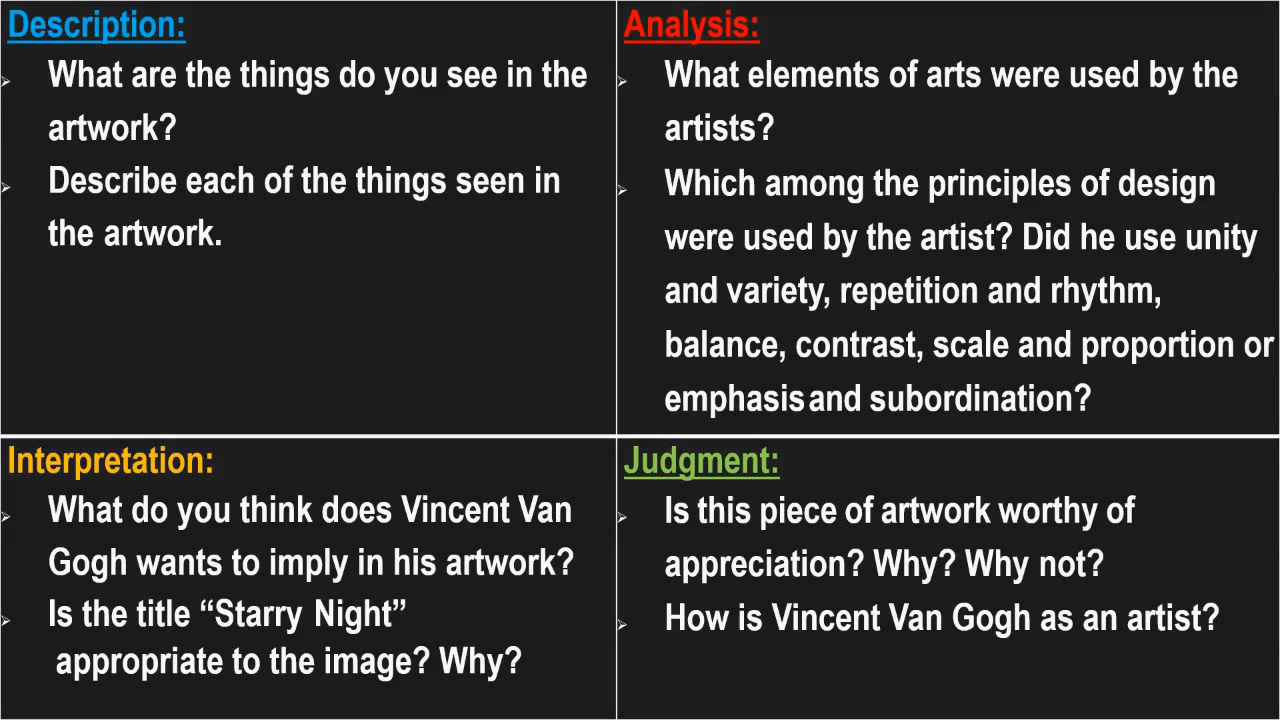 Description:
What are the things do you see in the
artwork?
Describe each of the things seen in
the artwork.
Analysis:
What elements of arts were used by the
artists?
Which among the principles of design
were used by the artist? Did he use unity
and variety, repetition and rhythm,
balance, contrast, scale and proportion or
emphasis and subordination?
Interpretation:
What do you think does Vincent Van
Gogh wants to imply in his artwork?
Is the title “Starry Night”
appropriate to the image? Why?
Judgment:
Is this piece of artwork worthy of
appreciation? Why? Why not?
How is Vincent Van Gogh as an artist?